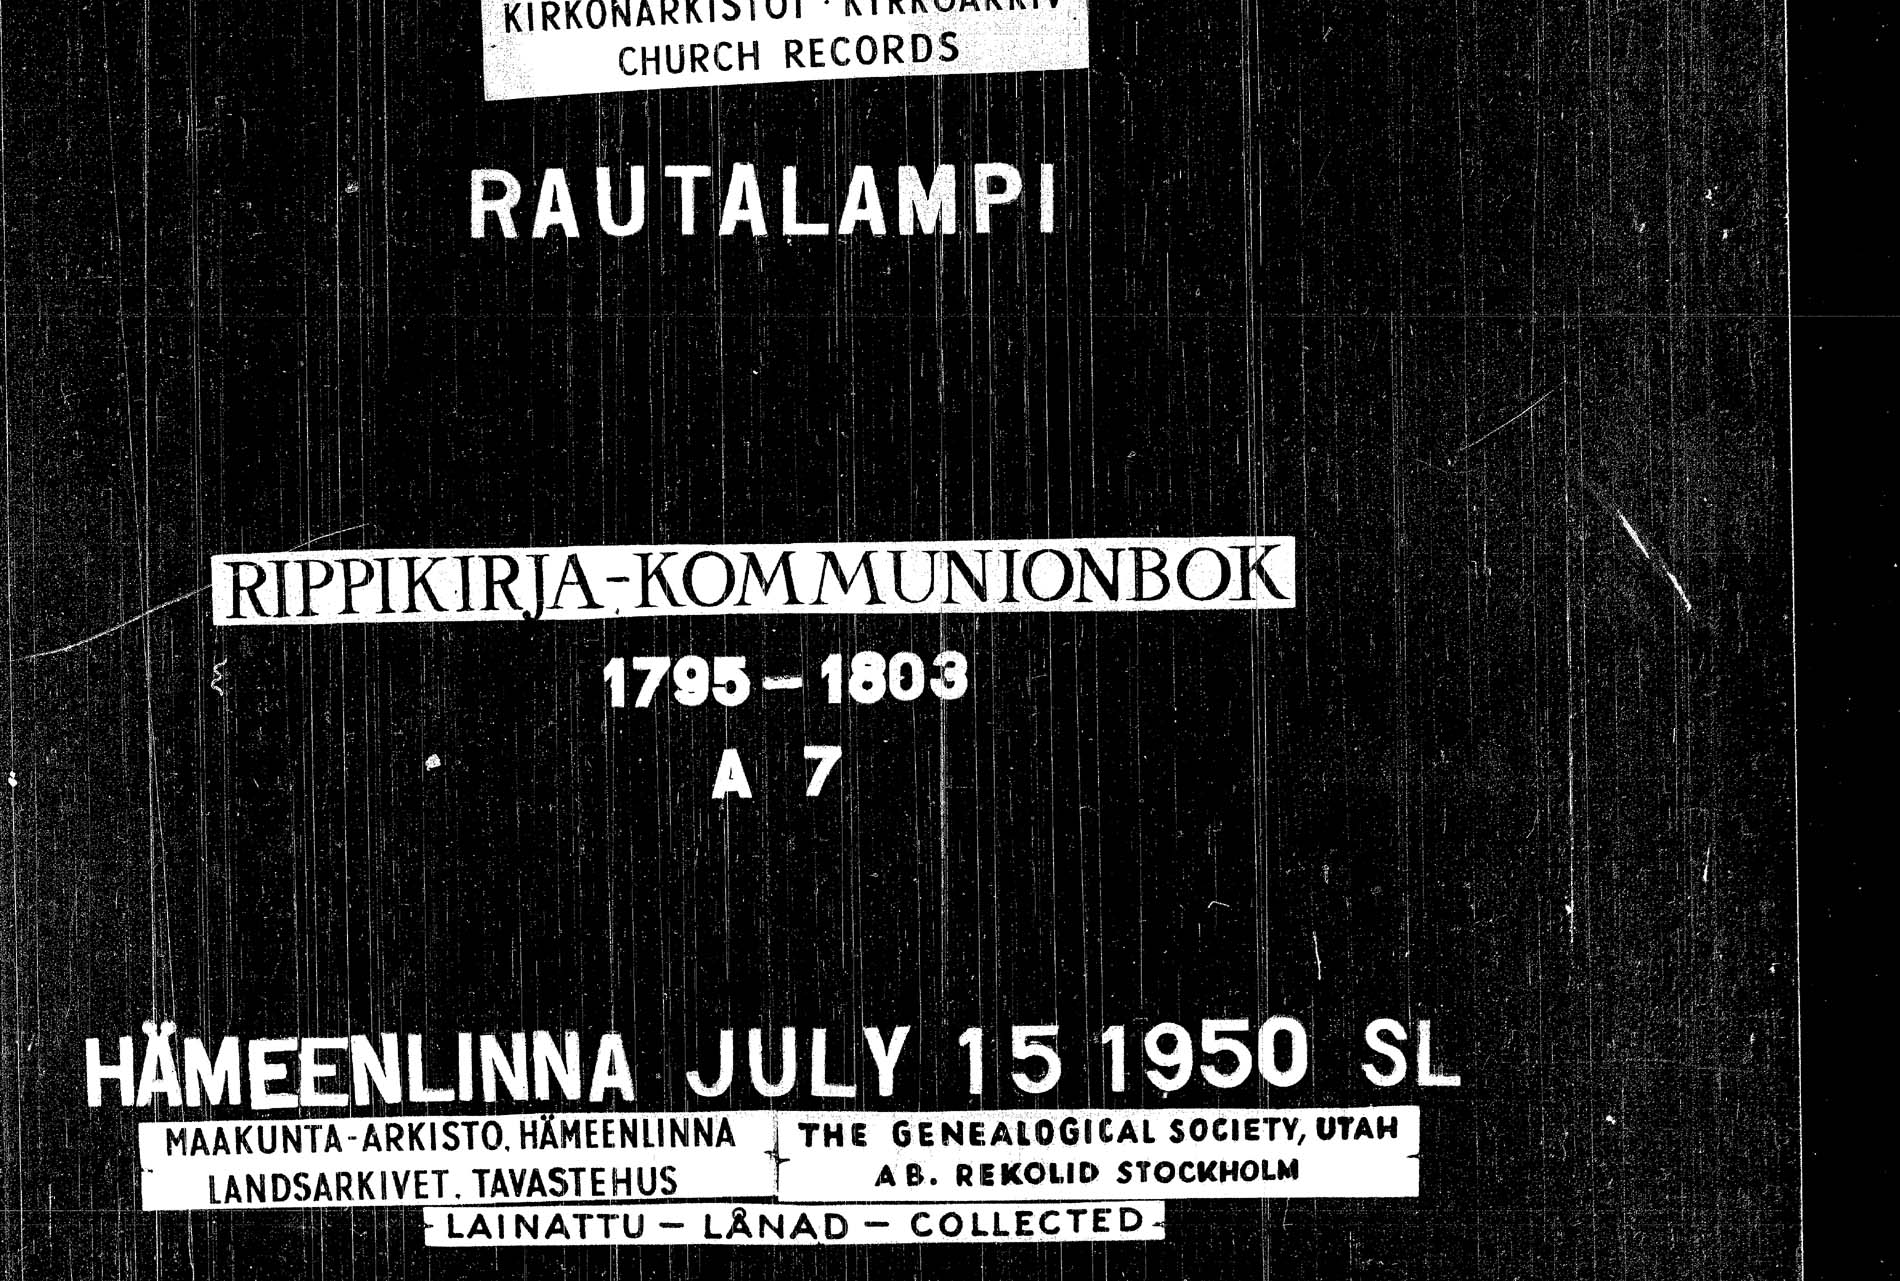 KIRKONARKISTOT · KYRKOARKIV
CHURCH RECORDS
RAUTALAMPI
RIPPIKIRJA-KOMMUNIONBOK
1795-1803
A 7
HÄMEENLINNA JULY 15 1950 SL
MAAKUNTA-ARKISTO, HÄMEENLINNA
LANDSARKIVET, TAVASTEHUS
THE GENEALOGICAL SOCIETY, UTAH
AB. REKOLID STOCKHOLM
LAINATTU — LÅNAD — COLLECTED